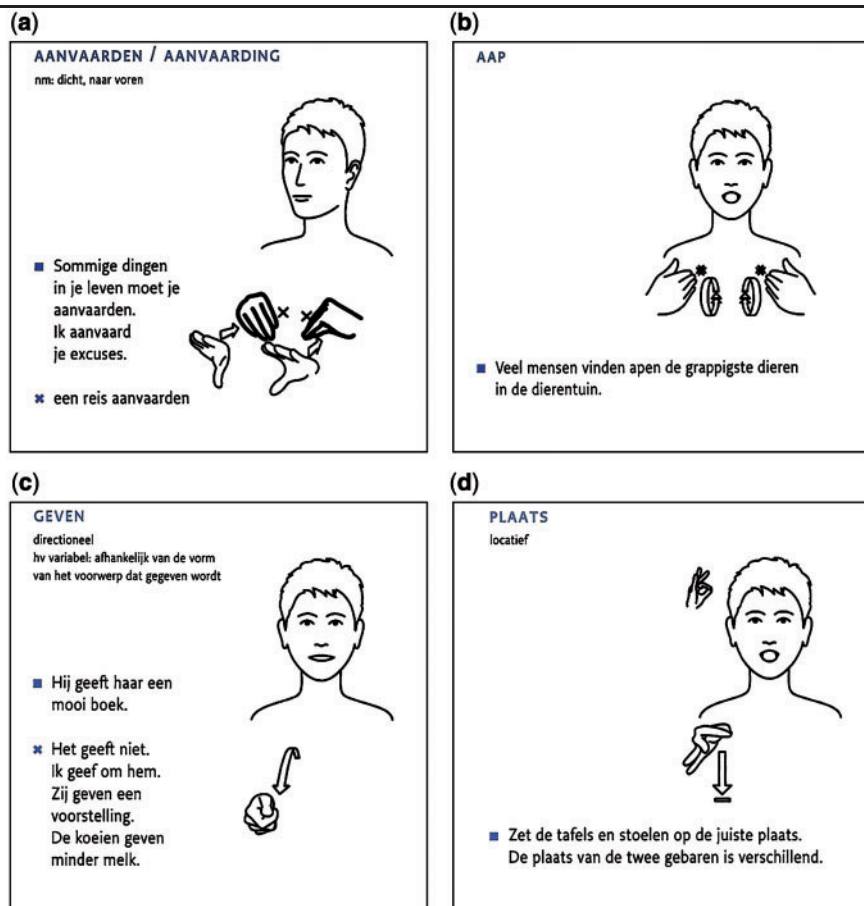 (a)
AANVAARDEN / AANVAARDING
nm: dicht, naar voren
■ Sommige dingen
in je leven moet je
aanvaarden.
Ik aanvaard
je excuses.
✖ een reis aanvaarden
(b)
AAP
■ Veel mensen vinden apen de grappigste dieren
in de dierentuin.
(c)
GEVEN
directioneel
hv variabel: afhankelijk van de vorm
van het voorwerp dat gegeven wordt
■ Hij geeft haar een
mooi boek.
✖ Het geeft niet.
Ik geef om hem.
Zij geven een
voorstelling.
De koeien geven
minder melk.
(d)
PLAATS
locatief
■ Zet de tafels en stoelen op de juiste plaats.
De plaats van de twee gebaren is verschillend.